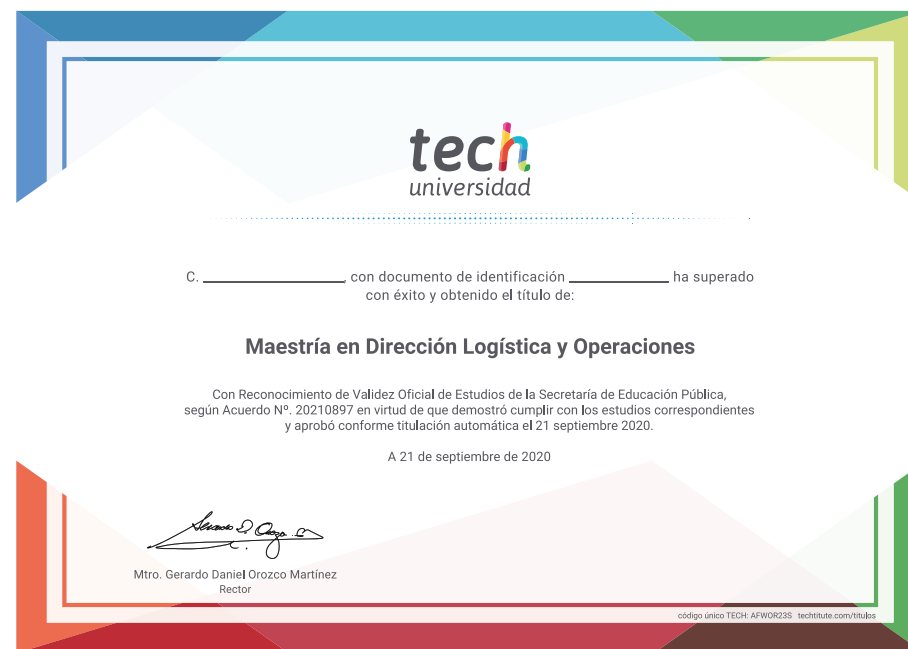 tech
universidad
C. ____________, con documento de identificación ____________ ha superado
con éxito y obtenido el título de:
Maestría en Dirección Logística y Operaciones
Con Reconocimiento de Validez Oficial de Estudios de la Secretaría de Educación Pública,
según Acuerdo Nº. 20210897 en virtud de que demostró cumplir con los estudios correspondientes
y aprobó conforme titulación automática el 21 septiembre 2020.
A 21 de septiembre de 2020
Mtro. Gerardo Daniel Orozco Martínez
Rector
código único TECH: AFWOR23S techtitute.com/titulos